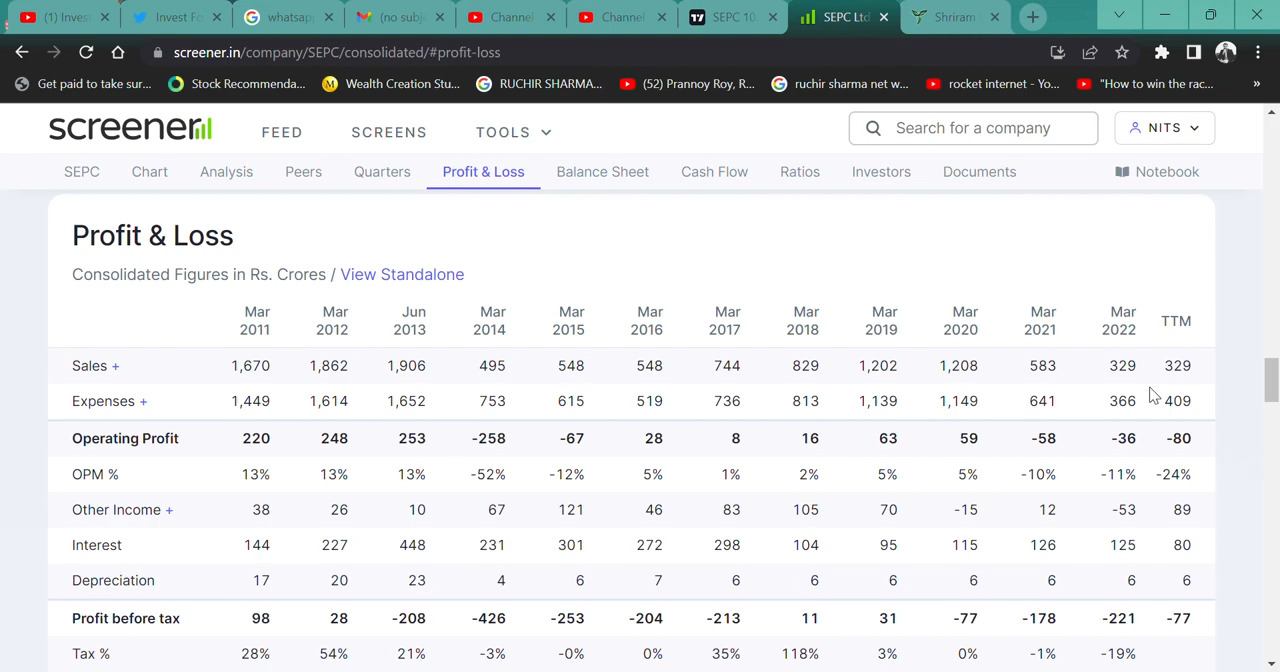 (1) Invest
Invest Fo
whatsap
(no subj
Channel
Channel
SEPC 10.
SEPC Ltd
Shriram
screener.in/company/SEPC/consolidated/#profit-loss
Get paid to take sur...
Stock Recommenda...
Wealth Creation Stu...
RUCHIR SHARMA...
(52) Prannoy Roy, R...
ruchir sharma net w...
rocket internet - Yo...
"How to win the rac...
»
screener
FEED
SCREENS
TOOLS
Search for a company
NITS
SEPC Chart Analysis Peers Quarters Profit & Loss Balance Sheet Cash Flow Ratios Investors Documents Notebook
Profit & Loss
Consolidated Figures in Rs. Crores / View Standalone
Mar Mar Jun Mar Mar Mar Mar Mar Mar Mar Mar Mar TTM
2011 2012 2013 2014 2015 2016 2017 2018 2019 2020 2021 2022
Sales + 1,670 1,862 1,906 495 548 548 744 829 1,202 1,208 583 329 329
Expenses + 1,449 1,614 1,652 753 615 519 736 813 1,139 1,149 641 366 409
Operating Profit 220 248 253 -258 -67 28 8 16 63 59 -58 -36 -80
OPM % 13% 13% 13% -52% -12% 5% 1% 2% 5% 5% -10% -11% -24%
Other Income + 38 26 10 67 121 46 83 105 70 -15 12 -53 89
Interest 144 227 448 231 301 272 298 104 95 115 126 125 80
Depreciation 17 20 23 4 6 7 6 6 6 6 6 6 6
Profit before tax 98 28 -208 -426 -253 -204 -213 11 31 -77 -178 -221 -77
Tax % 28% 54% 21% -3% -0% 0% 35% 118% 3% 0% -1% -19%